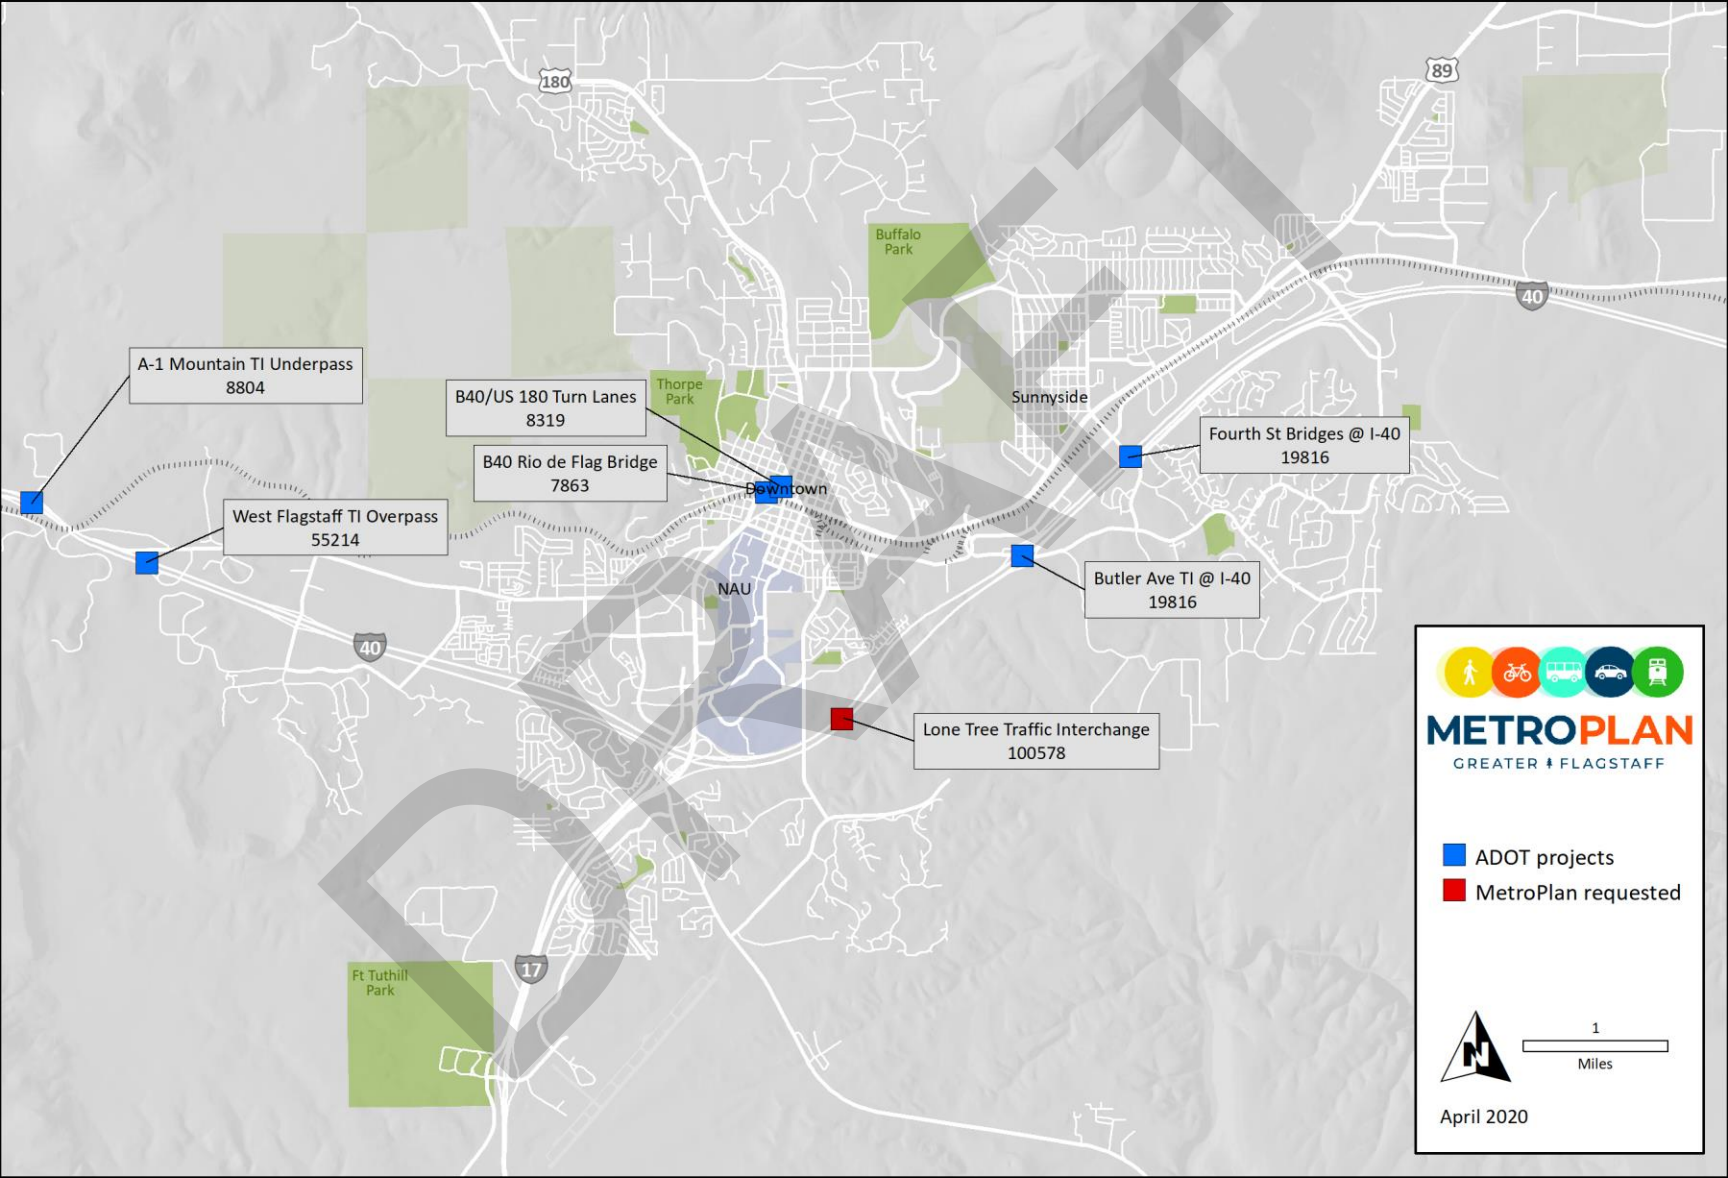 180
89
Buffalo
Park
40
A-1 Mountain TI Underpass
8804
B40/US 180 Turn Lanes
8319
Thorpe
Park
Sunnyside
Fourth St Bridges @ I-40
19816
B40 Rio de Flag Bridge
7863
Downtown
West Flagstaff TI Overpass
55214
NAU
Butler Ave TI @ I-40
19816
40
Lone Tree Traffic Interchange
100578
17
Ft Tuthill
Park
DRAFT
METROPLAN
GREATER FLAGSTAFF
ADOT projects
MetroPlan requested
N
1
Miles
April 2020